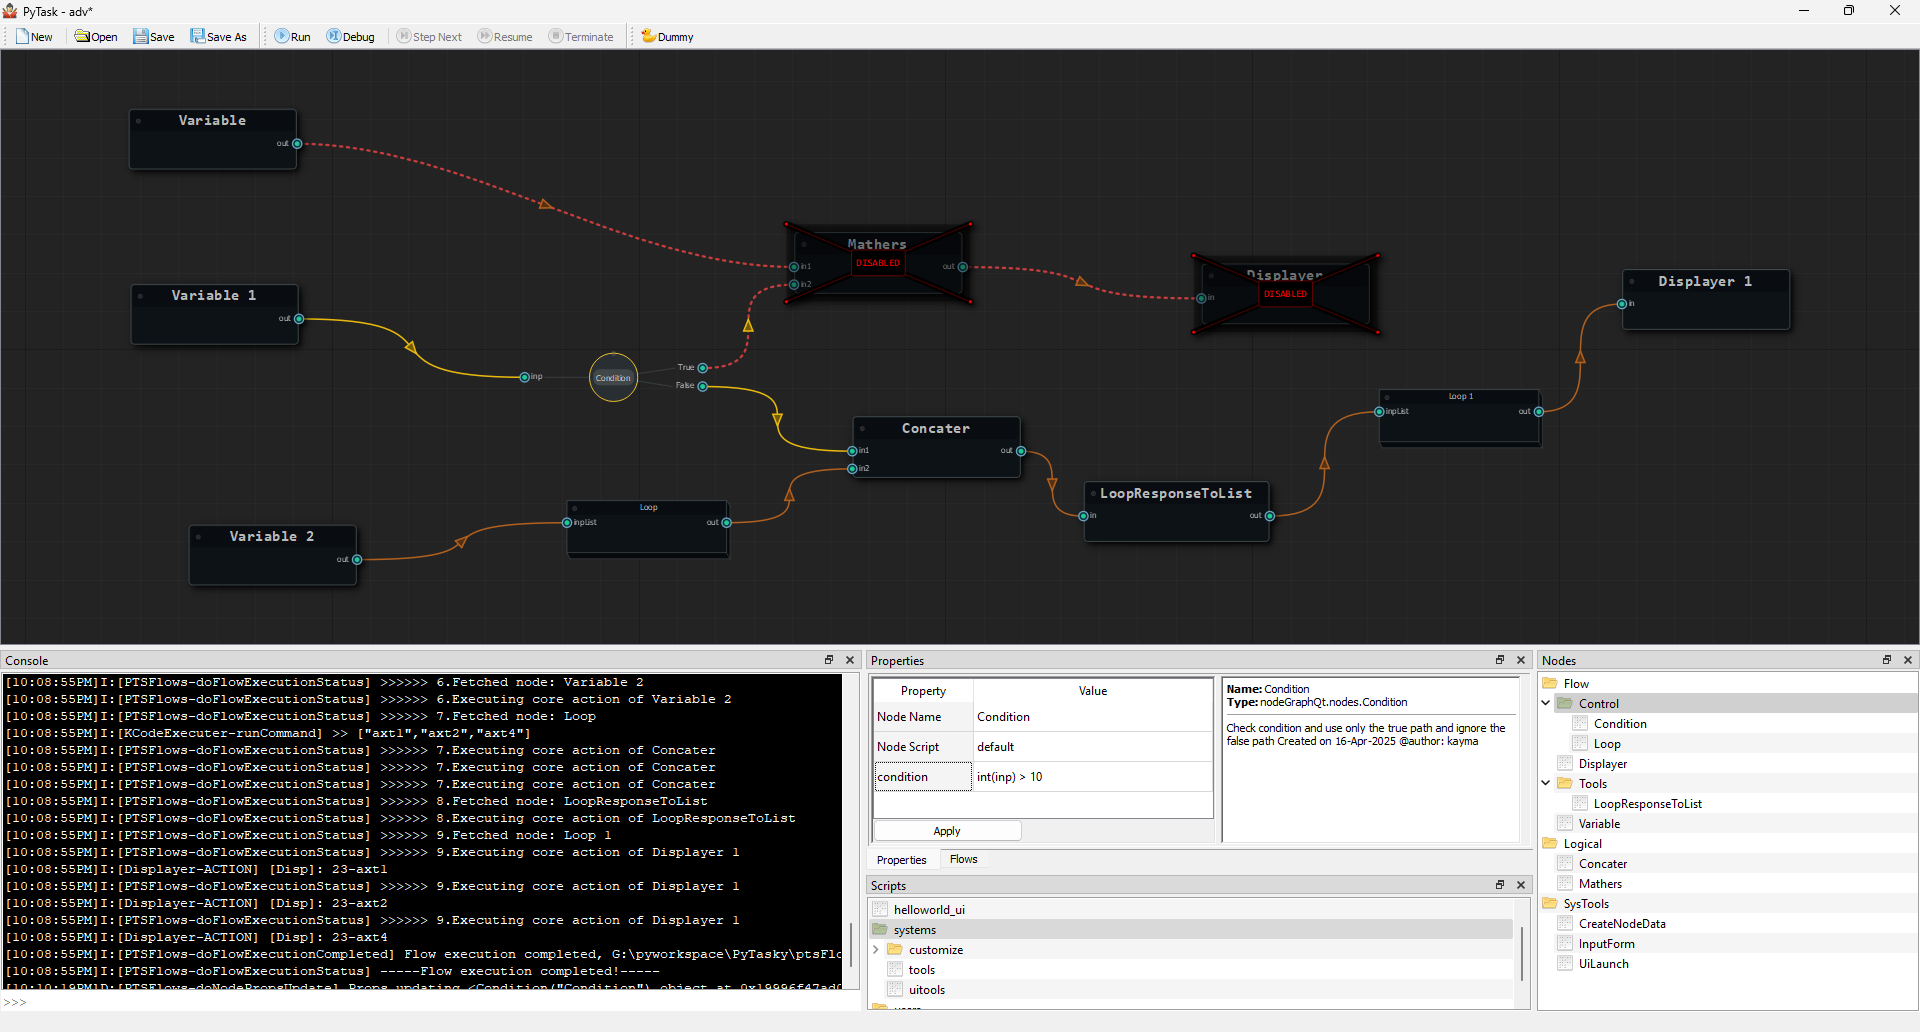 PyTask - adv*
New Open Save Save As Run Debug Step Next Resume Terminate Dummy
Variable
out
Variable 1
out
Variable 2
out
inp
Condition
True
False
Mathers
in1
in2
out
DISABLED
Displayer
in
DISABLED
Displayer 1
in
Loop
inpList
out
Concater
in1
in2
out
LoopResponseToList
in
out
Loop 1
inpList
out
Console
[10:08:55PM]I:[PTSFlows-doFlowExecutionStatus] >>>>>> 6.Fetched node: Variable 2
[10:08:55PM]I:[PTSFlows-doFlowExecutionStatus] >>>>>> 6.Executing core action of Variable 2
[10:08:55PM]I:[PTSFlows-doFlowExecutionStatus] >>>>>> 7.Fetched node: Loop
[10:08:55PM]I:[KCodeExecuter-runCommand] >> ["axt1","axt2","axt4"]
[10:08:55PM]I:[PTSFlows-doFlowExecutionStatus] >>>>>> 7.Executing core action of Concater
[10:08:55PM]I:[PTSFlows-doFlowExecutionStatus] >>>>>> 7.Executing core action of Concater
[10:08:55PM]I:[PTSFlows-doFlowExecutionStatus] >>>>>> 7.Executing core action of Concater
[10:08:55PM]I:[PTSFlows-doFlowExecutionStatus] >>>>>> 8.Fetched node: LoopResponseToList
[10:08:55PM]I:[PTSFlows-doFlowExecutionStatus] >>>>>> 8.Executing core action of LoopResponseToList
[10:08:55PM]I:[PTSFlows-doFlowExecutionStatus] >>>>>> 9.Fetched node: Loop 1
[10:08:55PM]I:[PTSFlows-doFlowExecutionStatus] >>>>>> 9.Executing core action of Displayer 1
[10:08:55PM]I:[Displayer-ACTION] [Disp]: 23-axt1
[10:08:55PM]I:[PTSFlows-doFlowExecutionStatus] >>>>>> 9.Executing core action of Displayer 1
[10:08:55PM]I:[Displayer-ACTION] [Disp]: 23-axt2
[10:08:55PM]I:[PTSFlows-doFlowExecutionStatus] >>>>>> 9.Executing core action of Displayer 1
[10:08:55PM]I:[Displayer-ACTION] [Disp]: 23-axt4
[10:08:55PM]I:[PTSFlows-doFlowExecutionCompleted] Flow execution completed, G:\pyworkspace\PyTasky\ptsFlo
[10:08:55PM]I:[PTSFlows-doFlowExecutionStatus] -----Flow execution completed!-----
[10:10:19PM]D:[PTSFlows-doNodePropsUpdate] Props updating <Condition("Condition") object at
>>>
Properties
Property Value
Node Name Condition
Node Script default
condition int(inp) > 10
Apply
Name: Condition
Type: nodeGraphQt.nodes.Condition
Check condition and use only the true path and ignore the
false path Created on 16-Apr-2025 @author: kayma
Properties Flows
Scripts
helloworld_ui
systems
customize
tools
uitools
Nodes
Flow
Control
Condition
Loop
Displayer
Tools
LoopResponseToList
Variable
Logical
Concater
Mathers
SysTools
CreateNodeData
InputForm
UiLaunch